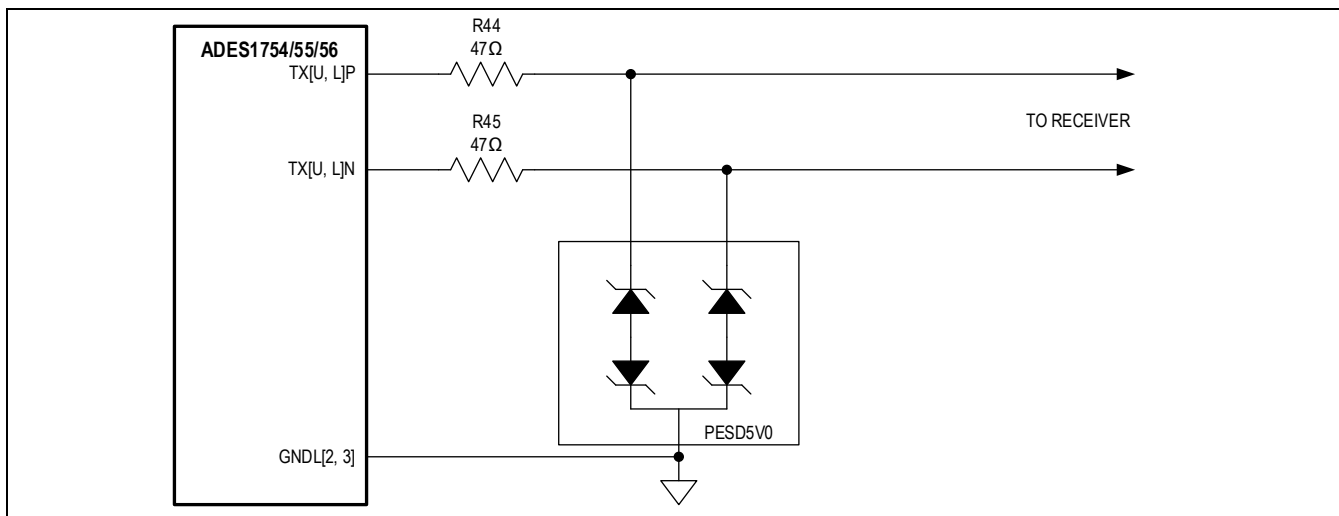 ADES1754/55/56
R44
47Ω
TX[U, L]P
TO RECEIVER
R45
47Ω
TX[U, L]N
PESD5V0
GNDL[2, 3]